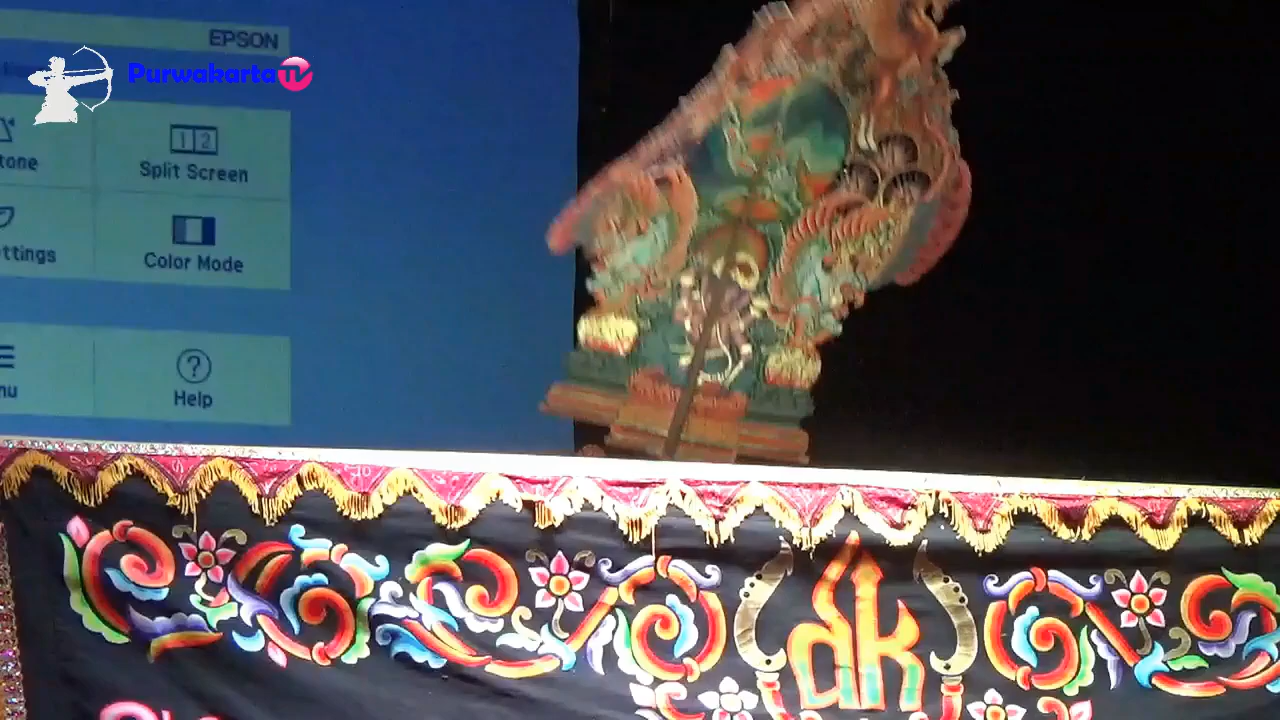 EPSON
PurwakartaTV
tone
Split Screen
ttings
Color Mode
nu
Help
dk